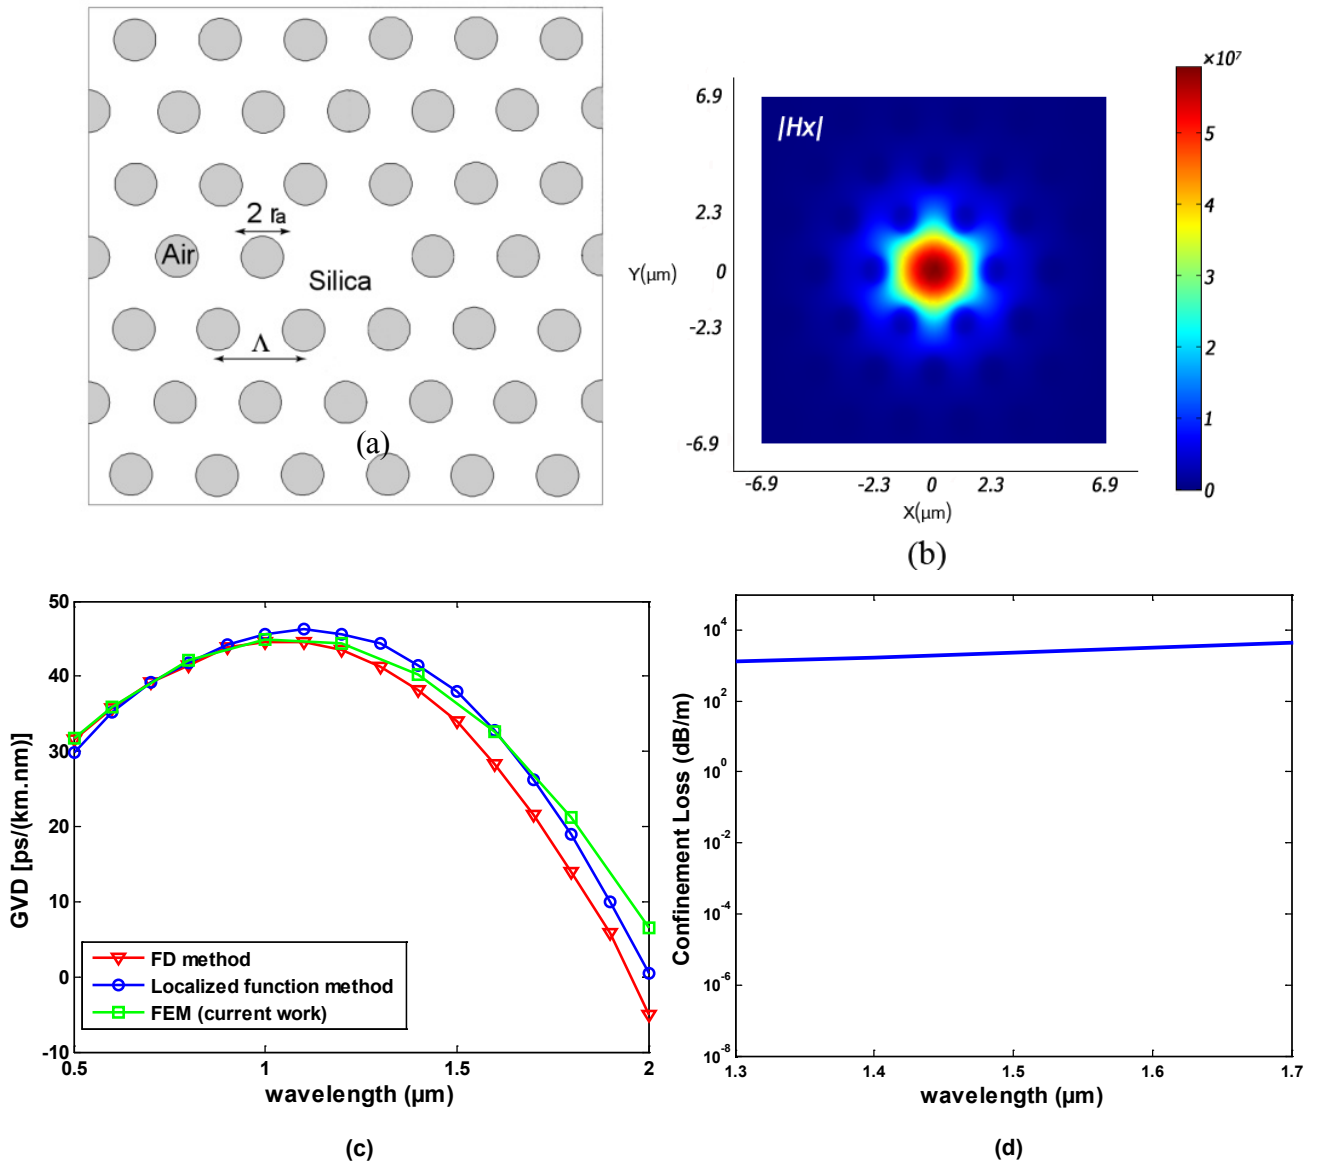 2 ra
Air
Silica
Λ
(a)
×10⁷
6.9
|Hx|
5
4
2.3
3
Y(μm)
0
2
-2.3
1
-6.9
0
-6.9
-2.3
0
2.3
6.9
X(μm)
(b)
50
40
30
20
10
0
-10
GVD [ps/(km.nm)]
FD method
Localized function method
FEM (current work)
0.5
1
1.5
2
wavelength (μm)
(c)
10⁴
10²
10⁰
10⁻²
10⁻⁴
10⁻⁶
10⁻⁸
Confinement Loss (dB/m)
1.3
1.4
1.5
1.6
1.7
wavelength (μm)
(d)